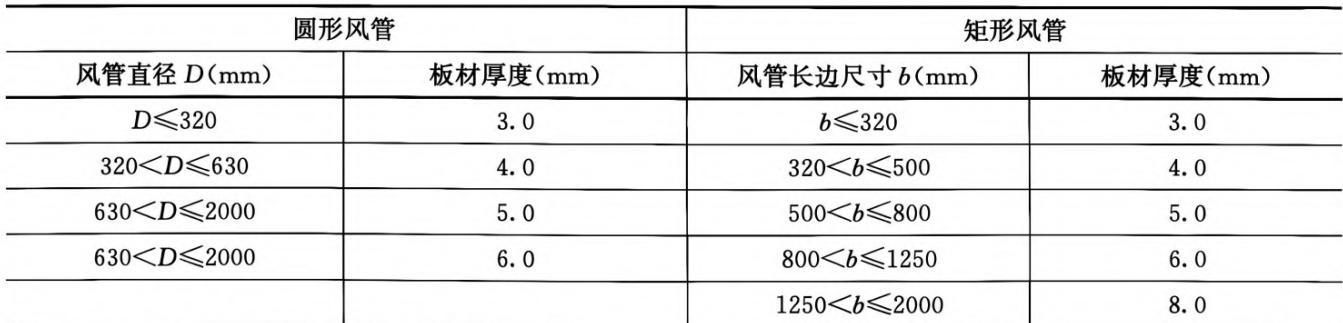 圆形风管 矩形风管
风管直径 D(mm) 板材厚度(mm) 风管长边尺寸 b(mm) 板材厚度(mm)
D≤320 3.0 b≤320 3.0
320<D≤630 4.0 320<b≤500 4.0
630<D≤2000 5.0 500<b≤800 5.0
630<D≤2000 6.0 800<b≤1250 6.0
1250<b≤2000 8.0